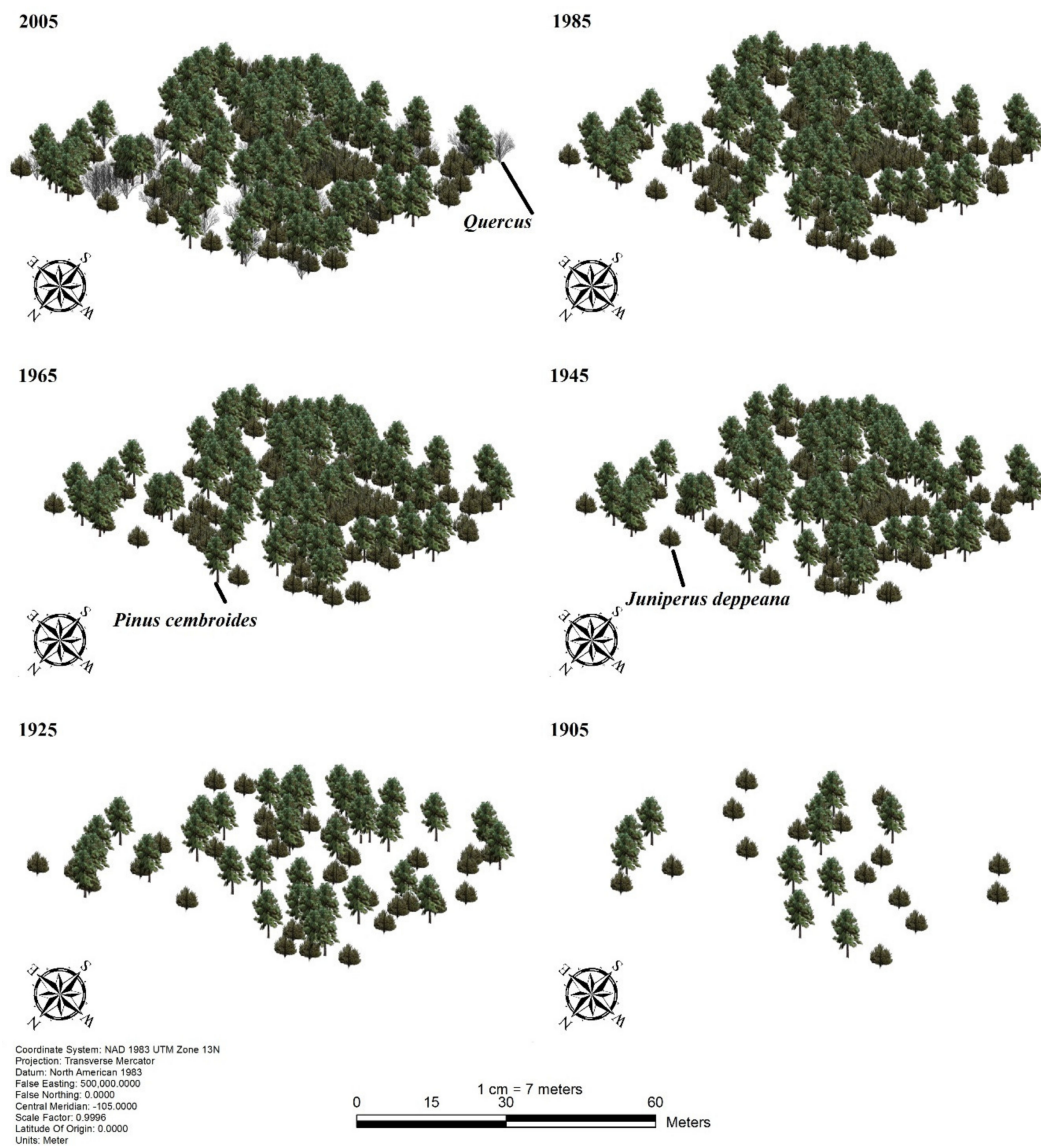 2005
1985
Quercus
E
S
N
W
E
S
N
W
1965
1945
Pinus cembroides
Juniperus deppeana
E
S
N
W
E
S
N
W
1925
1905
E
S
N
W
E
S
N
W
Coordinate System: NAD 1983 UTM Zone 13N
Projection: Transverse Mercator
Datum: North American 1983
False Easting: 500,000.0000
False Northing: 0.0000
Central Meridian: -105.0000
Scale Factor: 0.9996
Latitude Of Origin: 0.0000
Units: Meter
1 cm = 7 meters
0 15 30 60
Meters